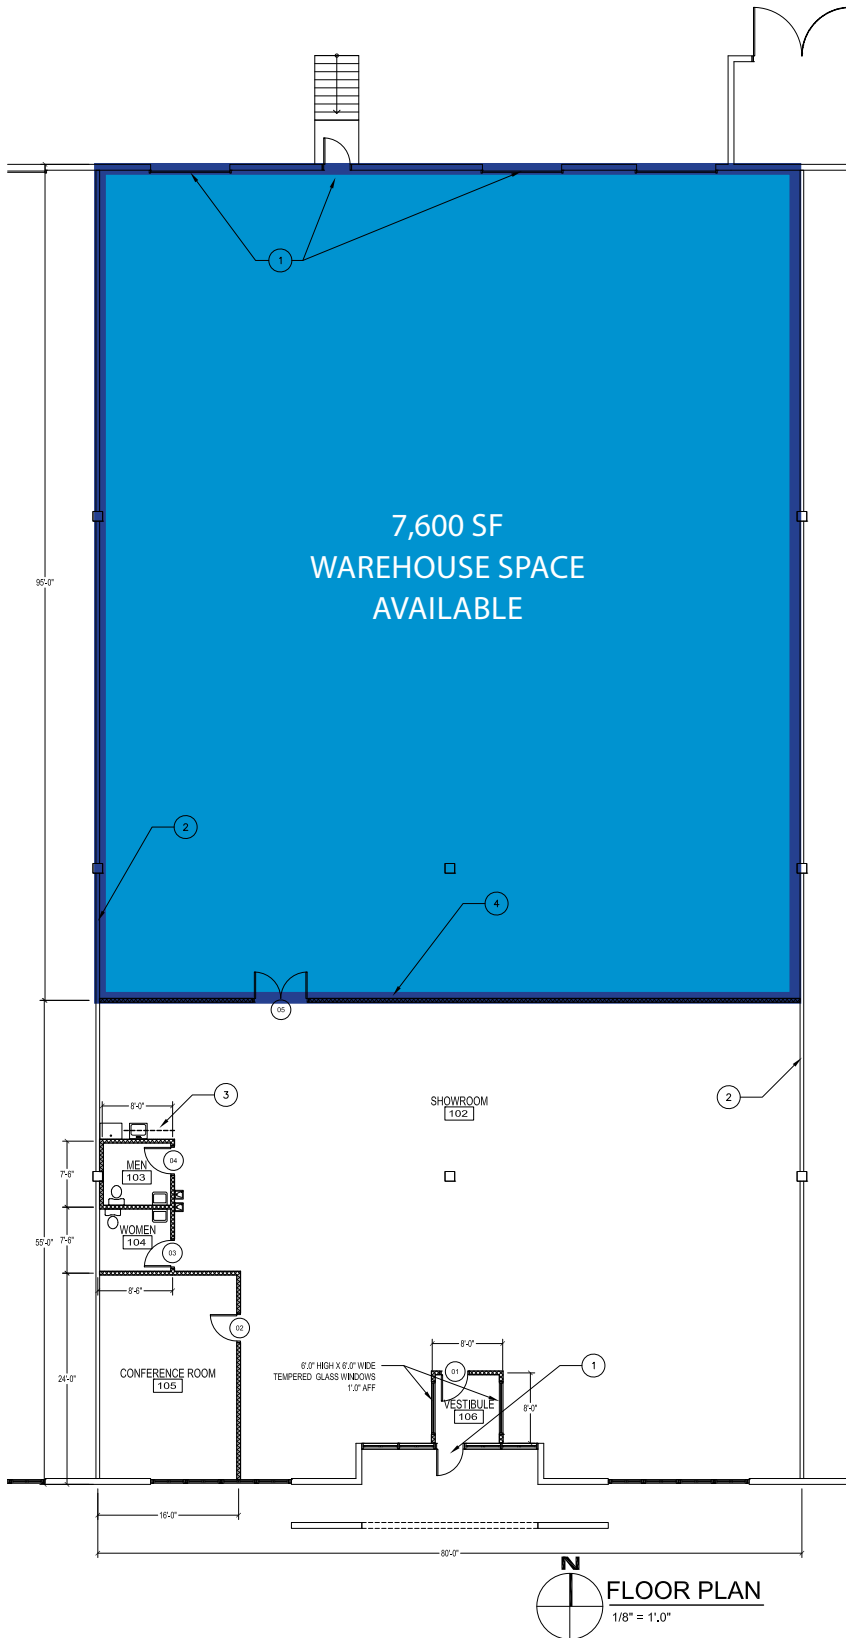 1
7,600 SF
WAREHOUSE SPACE
AVAILABLE
95'-0"
2
4
05
3
8'-0"
SHOWROOM
102
2
04
MEN
103
7'-6"
WOMEN
104
7'-6"
03
55'-0"
8'-6"
02
8'-0"
6'.0" HIGH X 6'.0" WIDE
TEMPERED GLASS WINDOWS
1'.0" AFF
01
1
CONFERENCE ROOM
105
24'-0"
VESTIBULE
106
8'-0"
16'-0"
80'-0"
N
FLOOR PLAN
1/8" = 1'.0"